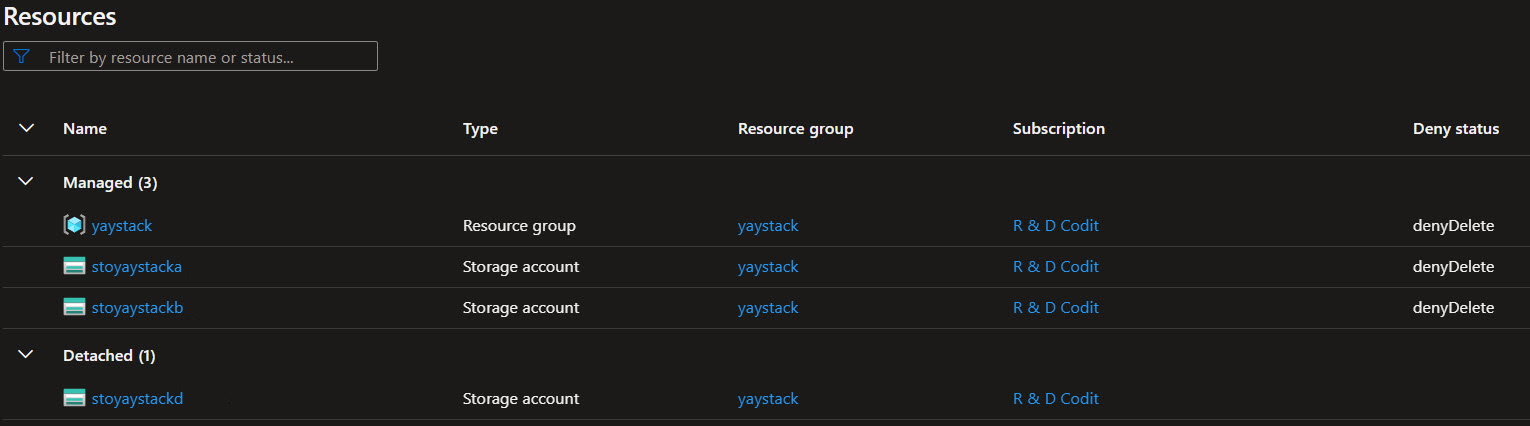 Resources
Filter by resource name or status...
Name Type Resource group Subscription Deny status
Managed (3)
yaystack Resource group yaystack R & D Codit denyDelete
stoyaystacka Storage account yaystack R & D Codit denyDelete
stoyaystackb Storage account yaystack R & D Codit denyDelete
Detached (1)
stoyaystackd Storage account yaystack R & D Codit